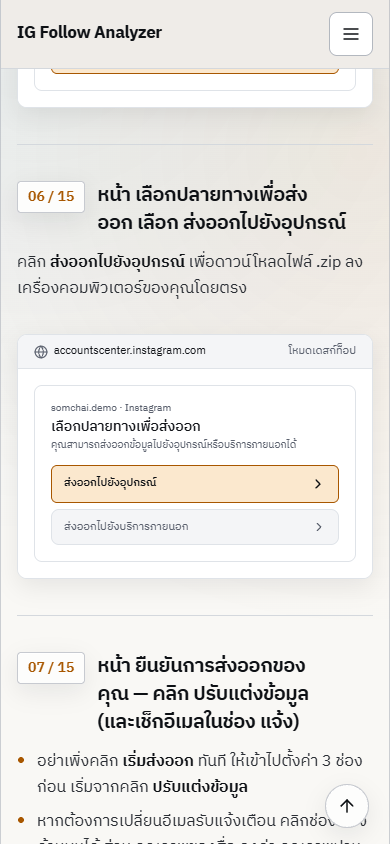 IG Follow Analyzer
06 / 15
หน้า เลือกปลายทางเพื่อส่ง
ออก เลือก ส่งออกไปยังอุปกรณ์
คลิก ส่งออกไปยังอุปกรณ์ เพื่อดาวน์โหลดไฟล์ .zip ลง
เครื่องคอมพิวเตอร์ของคุณโดยตรง
accountscenter.instagram.com
โหมดเดสก์ท็อป
somchai.demo · Instagram
เลือกปลายทางเพื่อส่งออก
คุณสามารถส่งออกข้อมูลไปยังอุปกรณ์หรือบริการภายนอกได้
ส่งออกไปยังอุปกรณ์
ส่งออกไปยังบริการภายนอก
07 / 15
หน้า ยืนยันการส่งออกของ
คุณ — คลิก ปรับแต่งข้อมูล
(และเช็กอีเมลในช่อง แจ้ง)
อย่าเพิ่งคลิก เริ่มส่งออก ทันที ให้เข้าไปตั้งค่า 3 ช่อง
ก่อน เริ่มจากคลิก ปรับแต่งข้อมูล
หากต้องการเปลี่ยนอีเมลรับแจ้งเตือน คลิกช่อง